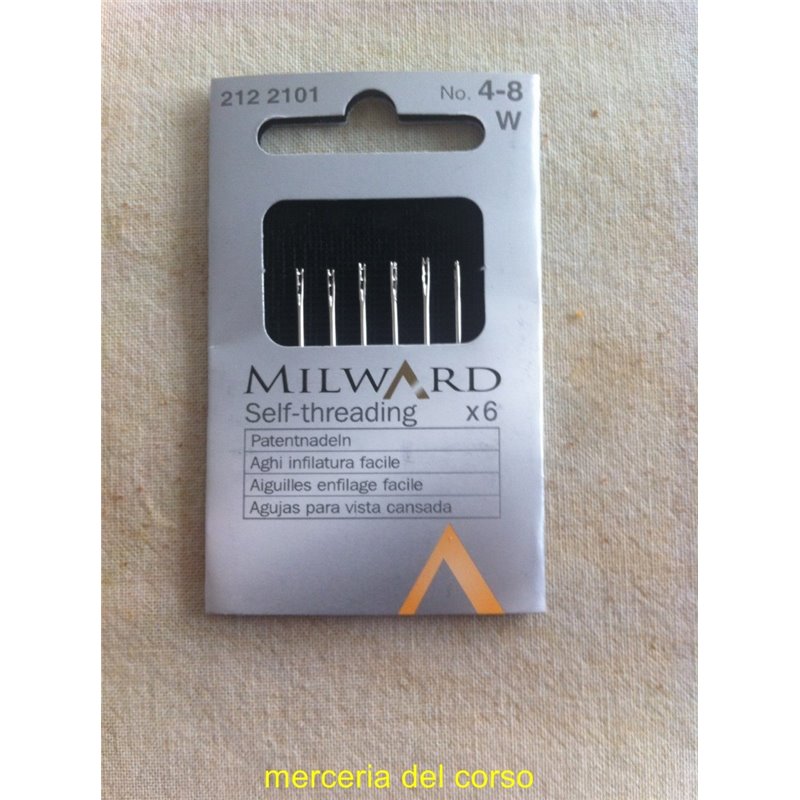 212 2101 No. 4-8
W
MILWARD
Self-threading x6
Patentnadeln
Aghi infilatura facile
Aiguilles enfilage facile
Agujas para vista cansada
merceria del corso